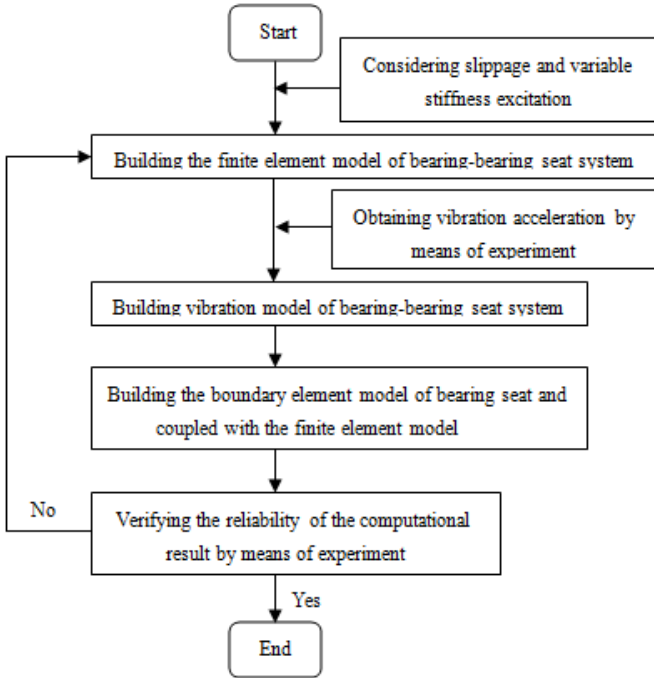 Start
Considering slippage and variable
stiffness excitation
Building the finite element model of bearing-bearing seat system
Obtaining vibration acceleration by
means of experiment
Building vibration model of bearing-bearing seat system
Building the boundary element model of bearing seat and
coupled with the finite element model
No
Verifying the reliability of the computational
result by means of experiment
Yes
End